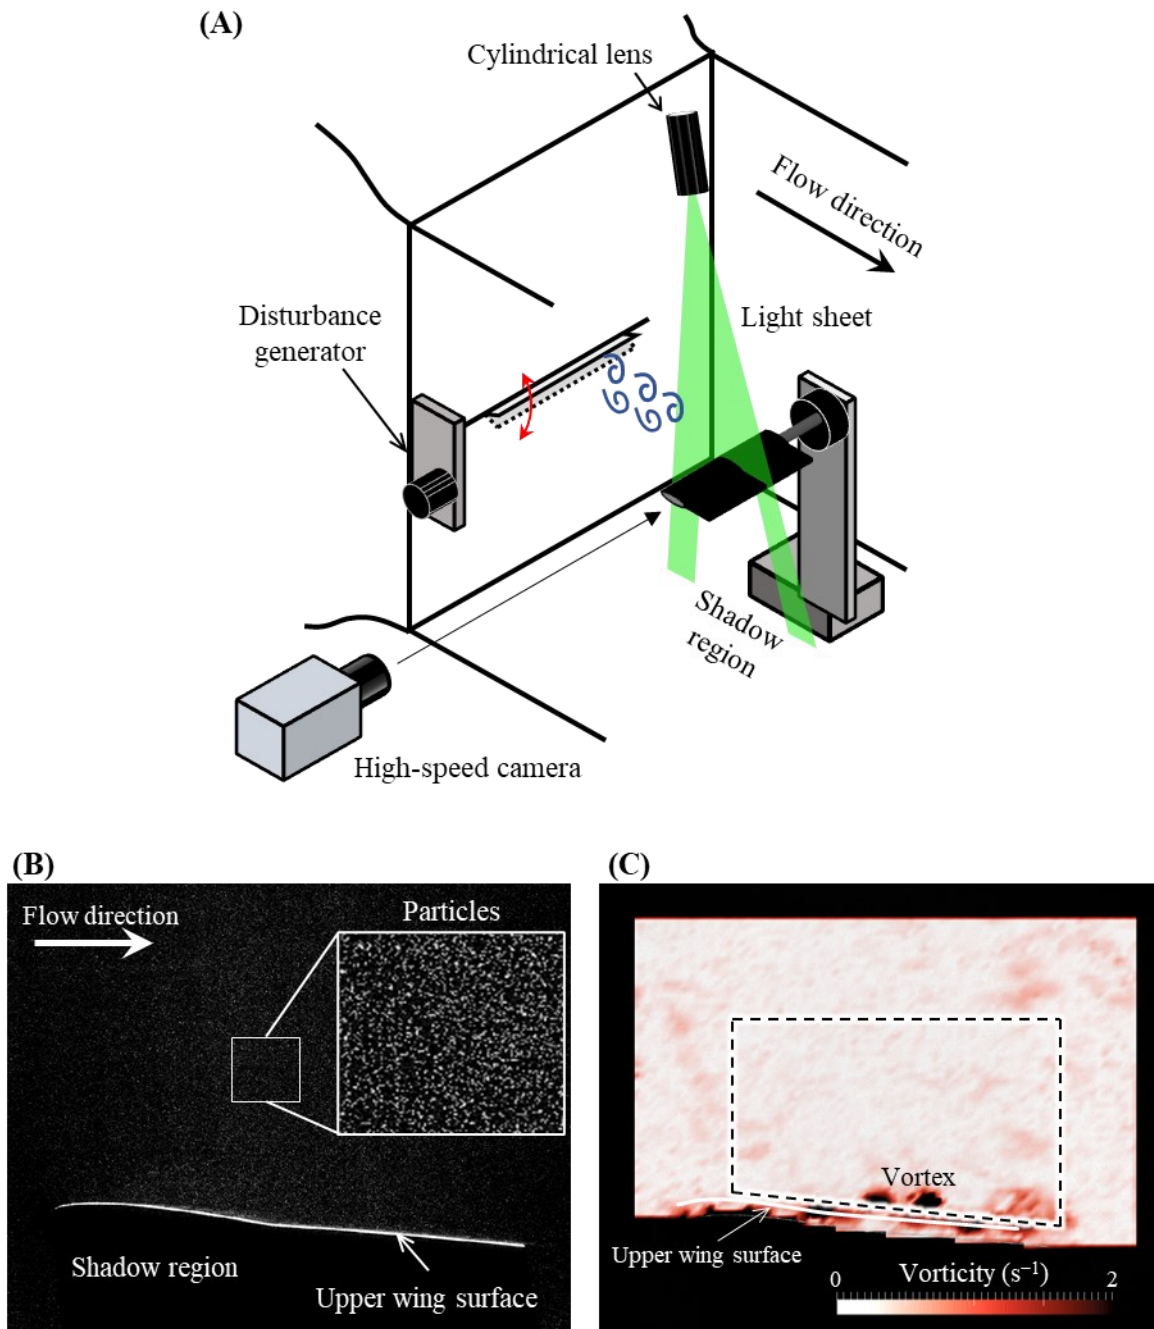 (A)
Cylindrical lens
Flow direction
Disturbance
generator
Light sheet
Shadow
region
High-speed camera
(B)
Flow direction
Particles
Shadow region
Upper wing surface
(C)
Vortex
Upper wing surface
0 Vorticity (s⁻¹) 2